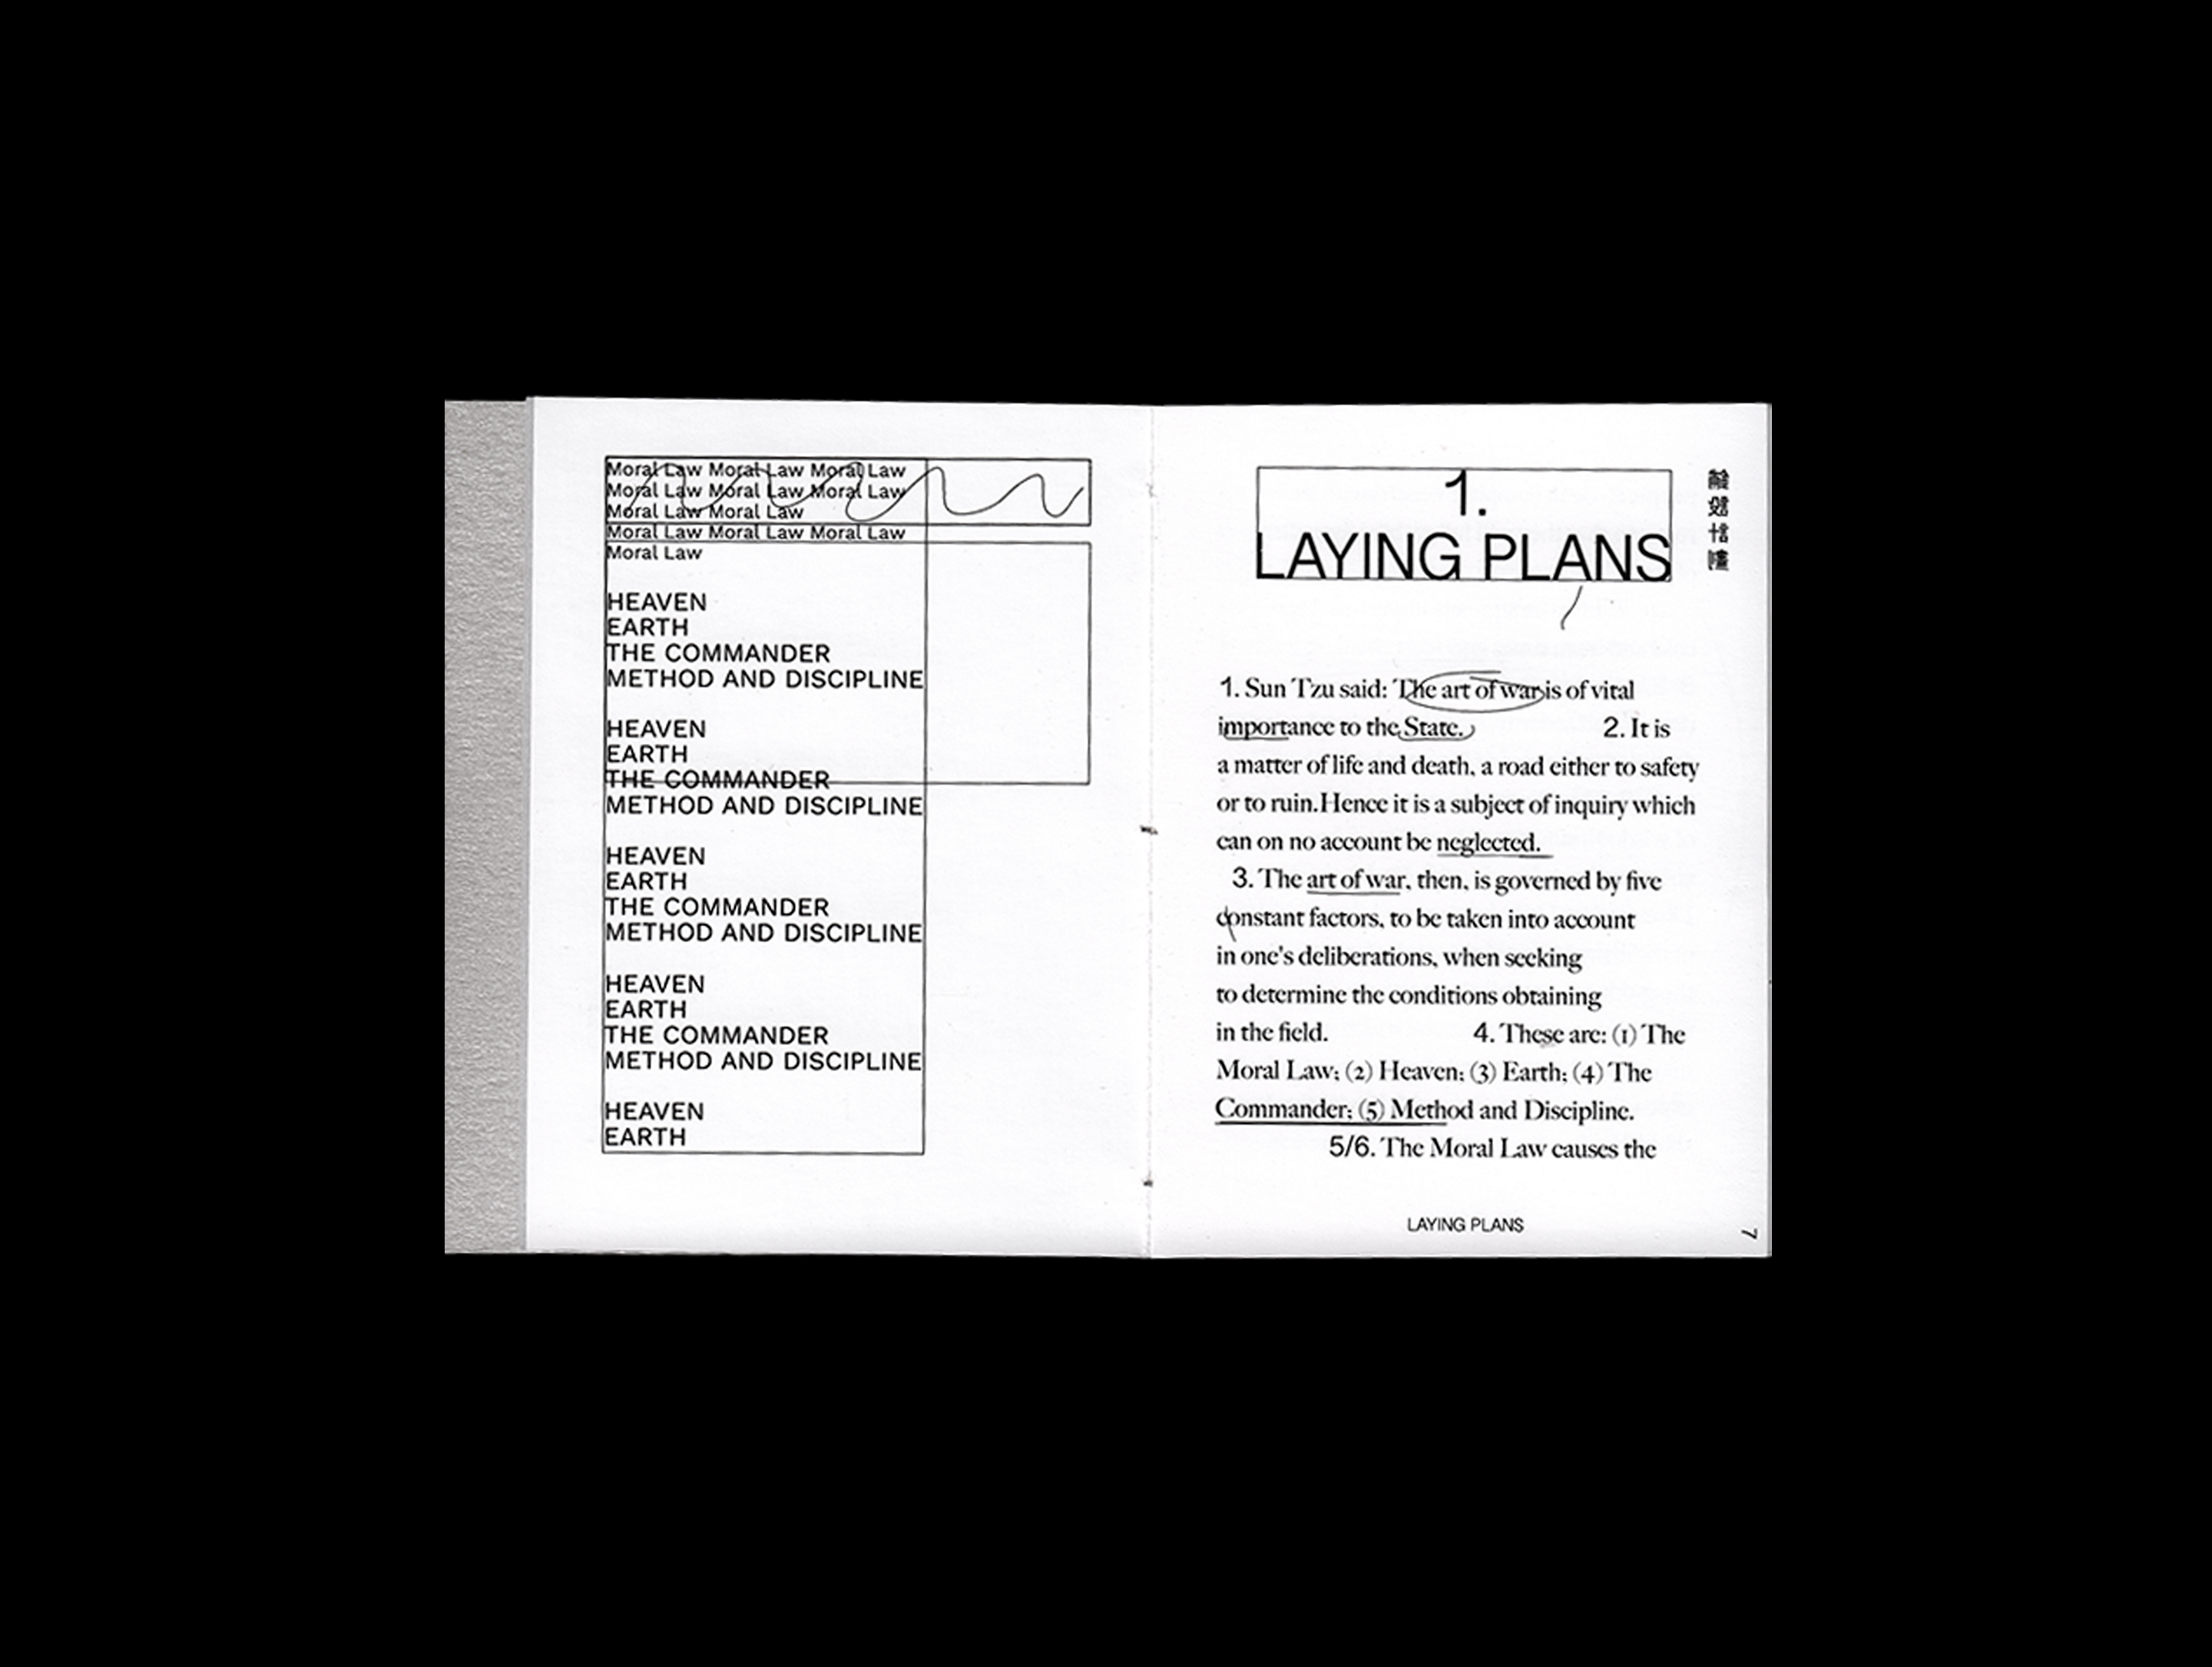 Moral Law Moral Law Moral Law
Moral Law Moral Law Moral Law
Moral Law Moral Law
Moral Law Moral Law Moral Law
Moral Law
HEAVEN
EARTH
THE COMMANDER
METHOD AND DISCIPLINE
HEAVEN
EARTH
THE COMMANDER
METHOD AND DISCIPLINE
HEAVEN
EARTH
THE COMMANDER
METHOD AND DISCIPLINE
HEAVEN
EARTH
THE COMMANDER
METHOD AND DISCIPLINE
HEAVEN
EARTH
1.
LAYING PLANS
1. Sun Tzu said: The art of war is of vital
importance to the State. 2. It is
a matter of life and death, a road either to safety
or to ruin.Hence it is a subject of inquiry which
can on no account be neglected.
3. The art of war, then, is governed by five
constant factors, to be taken into account
in one's deliberations, when seeking
to determine the conditions obtaining
in the field. 4. These are: (1) The
Moral Law; (2) Heaven; (3) Earth; (4) The
Commander; (5) Method and Discipline.
5/6. The Moral Law causes the
LAYING PLANS
7